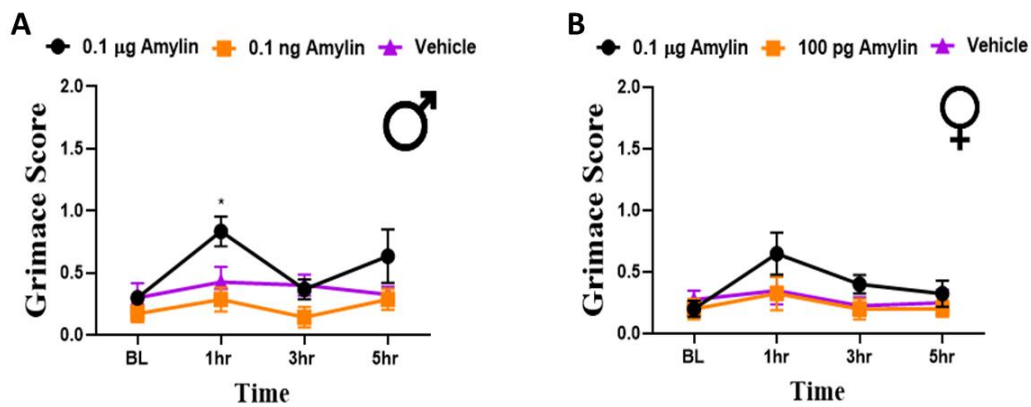 A
0.1 µg Amylin 0.1 ng Amylin Vehicle
Grimace Score
2.0
1.5
1.0
0.5
0.0
*
BL 1hr 3hr 5hr
Time
B
0.1 µg Amylin 100 pg Amylin Vehicle
Grimace Score
2.0
1.5
1.0
0.5
0.0
BL 1hr 3hr 5hr
Time